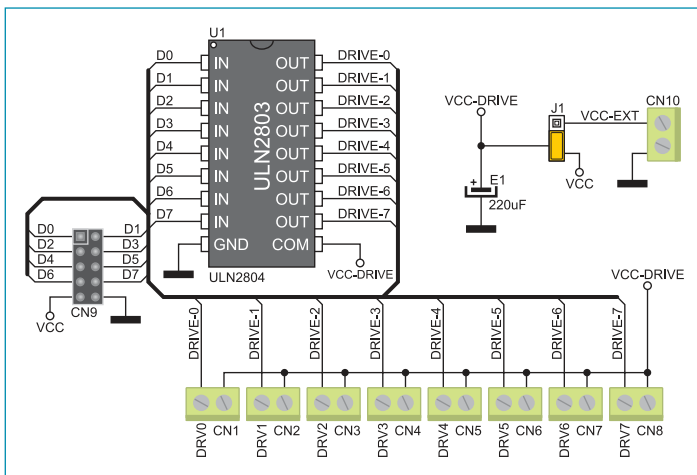 U1
D0 IN OUT DRIVE-0
D1 IN OUT DRIVE-1
D2 IN OUT DRIVE-2
D3 IN OUT DRIVE-3
D4 IN OUT DRIVE-4
D5 IN OUT DRIVE-5
D6 IN OUT DRIVE-6
D7 IN OUT DRIVE-7
GND COM
ULN2803
ULN2804
VCC-DRIVE
VCC-DRIVE
J1
VCC-EXT
CN10
VCC
+
E1
220uF
D0 D1
D2 D3
D4 D5
D6 D7
VCC
CN9
VCC-DRIVE
DRIVE-0 DRIVE-1 DRIVE-2 DRIVE-3 DRIVE-4 DRIVE-5 DRIVE-6 DRIVE-7
DRV0 CN1 DRV1 CN2 DRV2 CN3 DRV3 CN4 DRV4 CN5 DRV5 CN6 DRV6 CN7 DRV7 CN8